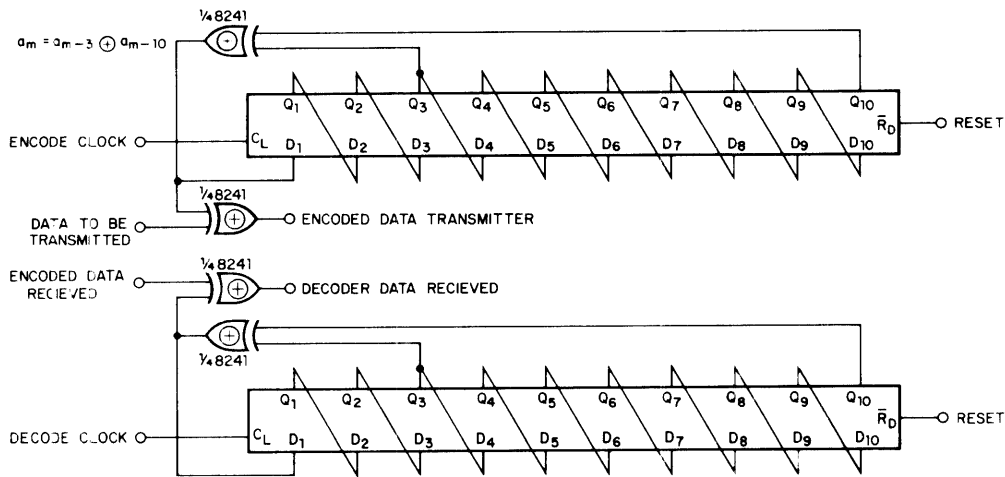 ¼ 8241
aₘ = aₘ₋₃ ⊕ aₘ₋₁₀
Q1 Q2 Q3 Q4 Q5 Q6 Q7 Q8 Q9 Q10
R̄D
RESET
ENCODE CLOCK
CL D1 D2 D3 D4 D5 D6 D7 D8 D9 D10
¼ 8241
DATA TO BE
TRANSMITTED
ENCODED DATA TRANSMITTER
¼ 8241
ENCODED DATA
RECIEVED
DECODER DATA RECIEVED
¼ 8241
Q1 Q2 Q3 Q4 Q5 Q6 Q7 Q8 Q9 Q10
R̄D
RESET
DECODE CLOCK
CL D1 D2 D3 D4 D5 D6 D7 D8 D9 D10